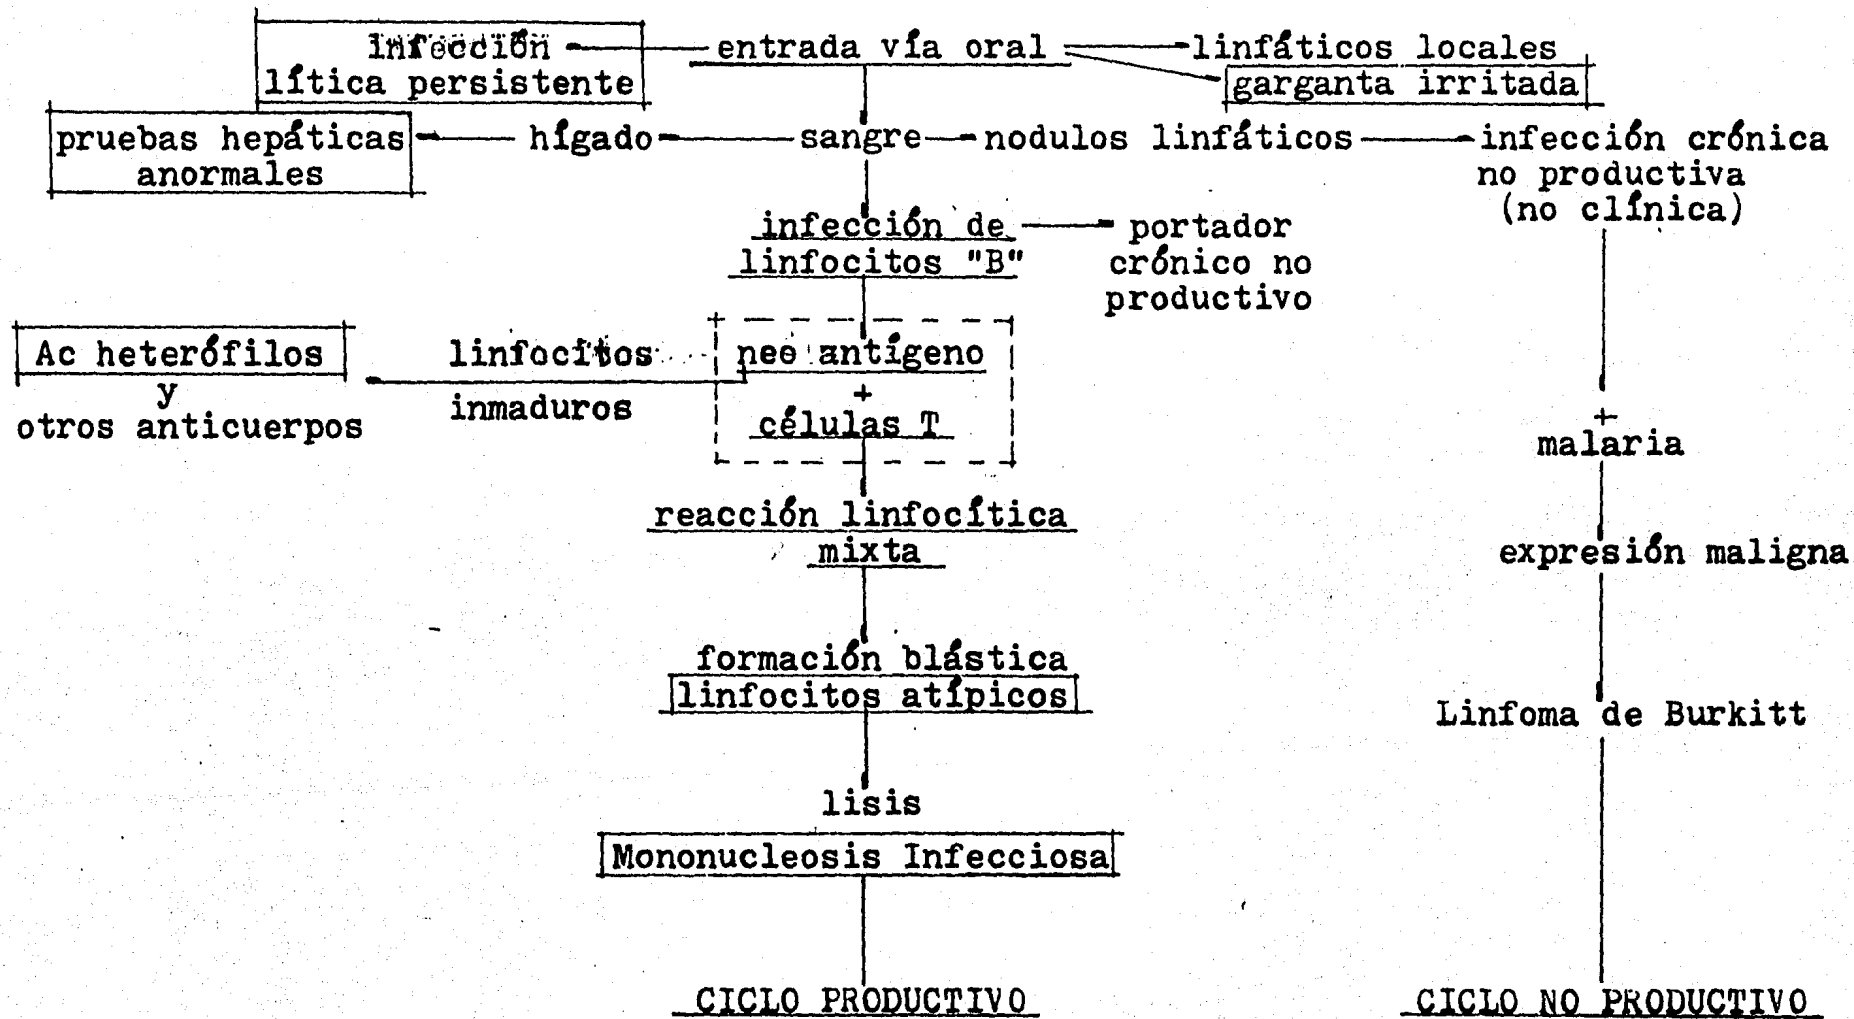 infección entrada vía oral linfáticos locales
lítica persistente garganta irritada
pruebas hepáticas hígado sangre nodulos linfáticos infección crónica
anormales no productiva
(no clínica)
infección de portador
linfocitos "B" crónico no
productivo
Ac heterófilos linfocitos neo antígeno
y inmaduros +
otros anticuerpos células T +
malaria
reacción linfocítica
mixta expresión maligna
formación blástica
linfocitos atípicos Linfoma de Burkitt
lisis
Mononucleosis Infecciosa
CICLO PRODUCTIVO CICLO NO PRODUCTIVO